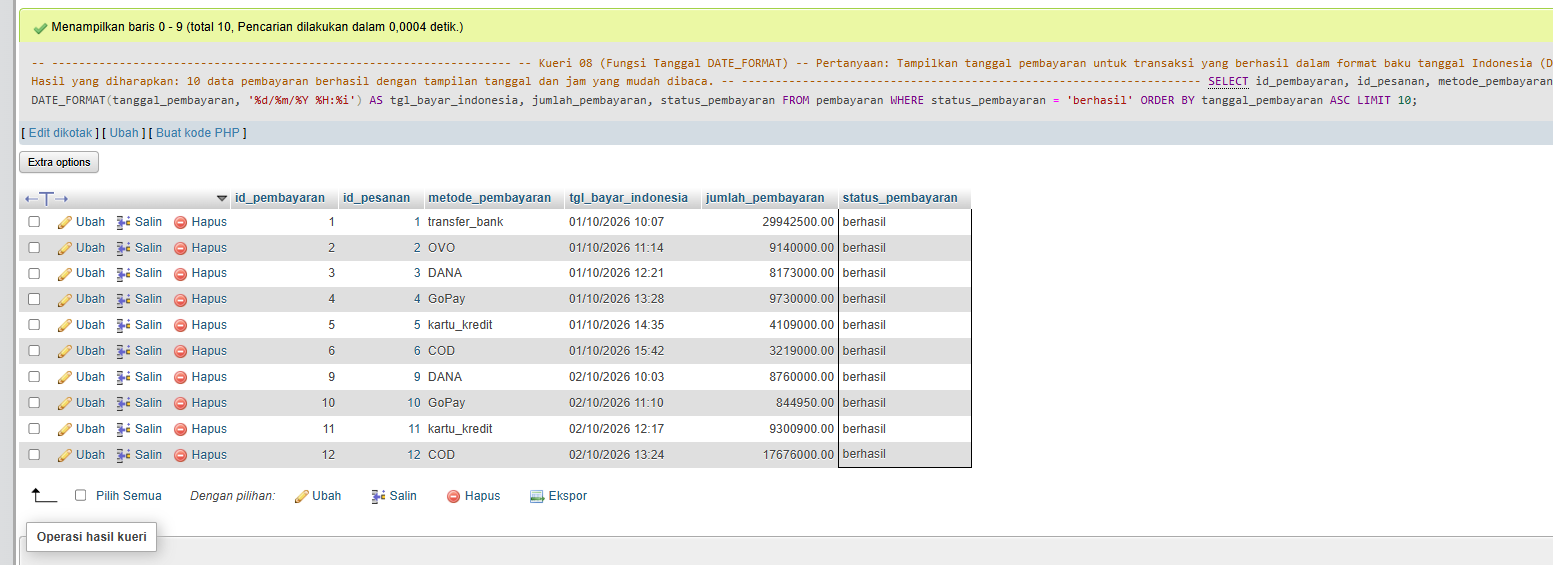 Menampilkan baris 0 - 9 (total 10, Pencarian dilakukan dalam 0,0004 detik.)
-- ----------------------------------------------------------------------- -- Kueri 08 (Fungsi Tanggal DATE_FORMAT) -- Pertanyaan: Tampilkan tanggal pembayaran untuk transaksi yang berhasil dalam format baku tanggal Indonesia (D
Hasil yang diharapkan: 10 data pembayaran berhasil dengan tampilan tanggal dan jam yang mudah dibaca. -- ----------------------------------------------------------------------- SELECT id_pembayaran, id_pesanan, metode_pembayaran
DATE_FORMAT(tanggal_pembayaran, '%d/%m/%Y %H:%i') AS tgl_bayar_indonesia, jumlah_pembayaran, status_pembayaran FROM pembayaran WHERE status_pembayaran = 'berhasil' ORDER BY tanggal_pembayaran ASC LIMIT 10;
[ Edit dikotak ] [ Ubah ] [ Buat kode PHP ]
Extra options
id_pembayaran id_pesanan metode_pembayaran tgl_bayar_indonesia jumlah_pembayaran status_pembayaran
Ubah Salin Hapus 1 1 transfer_bank 01/10/2026 10:07 29942500.00 berhasil
Ubah Salin Hapus 2 2 OVO 01/10/2026 11:14 9140000.00 berhasil
Ubah Salin Hapus 3 3 DANA 01/10/2026 12:21 8173000.00 berhasil
Ubah Salin Hapus 4 4 GoPay 01/10/2026 13:28 9730000.00 berhasil
Ubah Salin Hapus 5 5 kartu_kredit 01/10/2026 14:35 4109000.00 berhasil
Ubah Salin Hapus 6 6 COD 01/10/2026 15:42 3219000.00 berhasil
Ubah Salin Hapus 9 9 DANA 02/10/2026 10:03 8760000.00 berhasil
Ubah Salin Hapus 10 10 GoPay 02/10/2026 11:10 844950.00 berhasil
Ubah Salin Hapus 11 11 kartu_kredit 02/10/2026 12:17 9300900.00 berhasil
Ubah Salin Hapus 12 12 COD 02/10/2026 13:24 17676000.00 berhasil
Pilih Semua Dengan pilihan: Ubah Salin Hapus Ekspor
Operasi hasil kueri